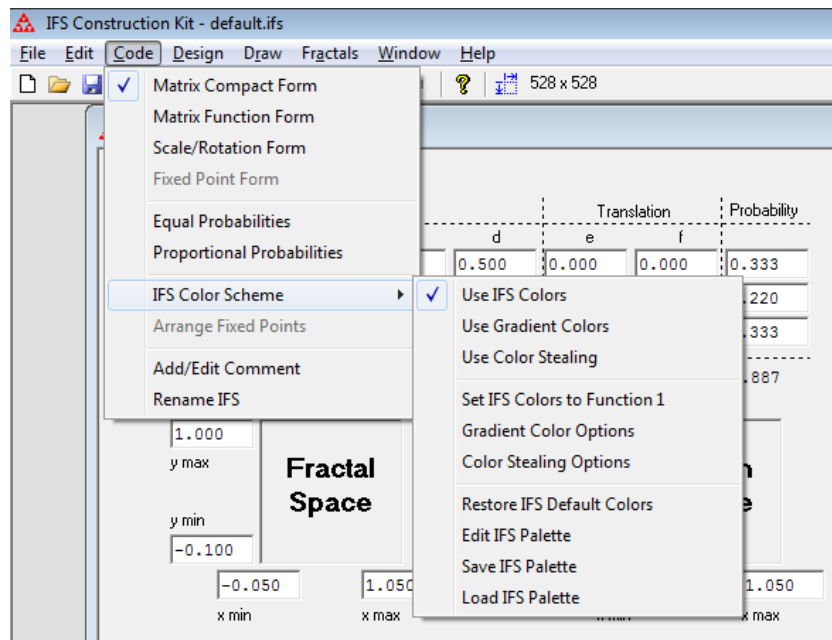 IFS Construction Kit - default.ifs
File Edit Code Design Draw Fractals Window Help
528 x 528
Matrix Compact Form
Matrix Function Form
Scale/Rotation Form
Fixed Point Form
Equal Probabilities
Proportional Probabilities
IFS Color Scheme
Arrange Fixed Points
Add/Edit Comment
Rename IFS
Translation Probability
d e f
0.500 0.000 0.000 0.333
.220
.333
.887
Use IFS Colors
Use Gradient Colors
Use Color Stealing
Set IFS Colors to Function 1
Gradient Color Options
Color Stealing Options
Restore IFS Default Colors
Edit IFS Palette
Save IFS Palette
Load IFS Palette
1.000
y max
Fractal
Space
y min
-0.100
-0.050 1.050 1.050
x min x max x max